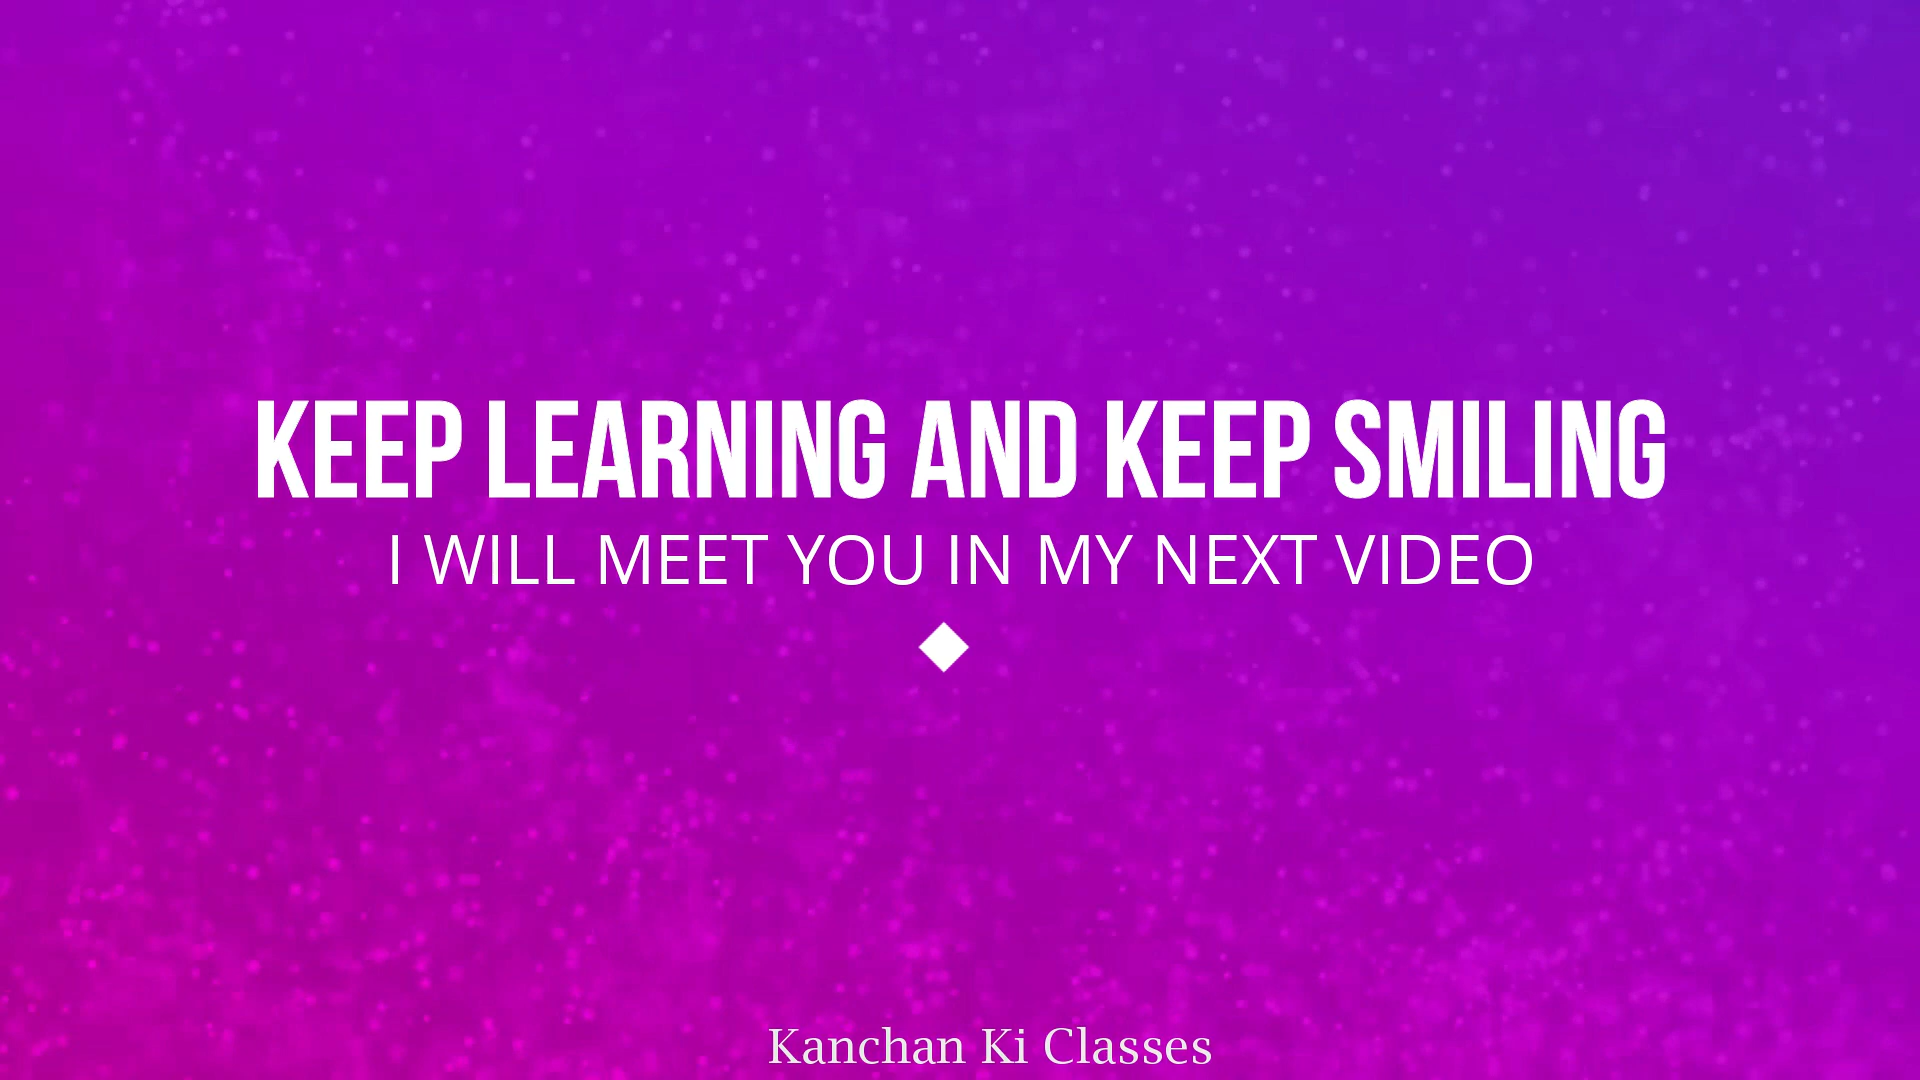 KEEP LEARNING AND KEEP SMILING
I WILL MEET YOU IN MY NEXT VIDEO
Kanchan Ki Classes